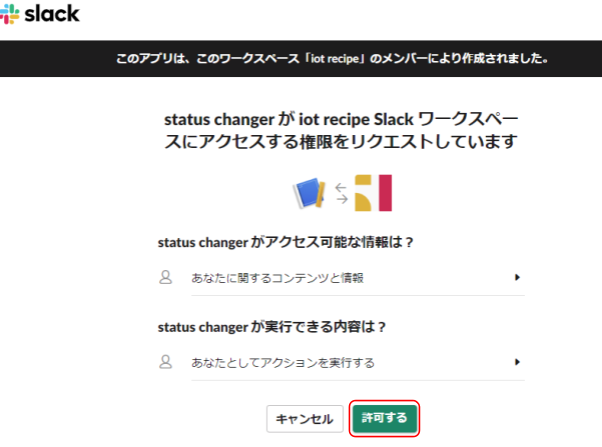 slack
このアプリは、このワークスペース「iot recipe」のメンバーにより作成されました。
status changer が iot recipe Slack ワークスペー
スにアクセスする権限をリクエストしています
status changer がアクセス可能な情報は？
あなたに関するコンテンツと情報
status changer が実行できる内容は？
あなたとしてアクションを実行する
キャンセル 許可する